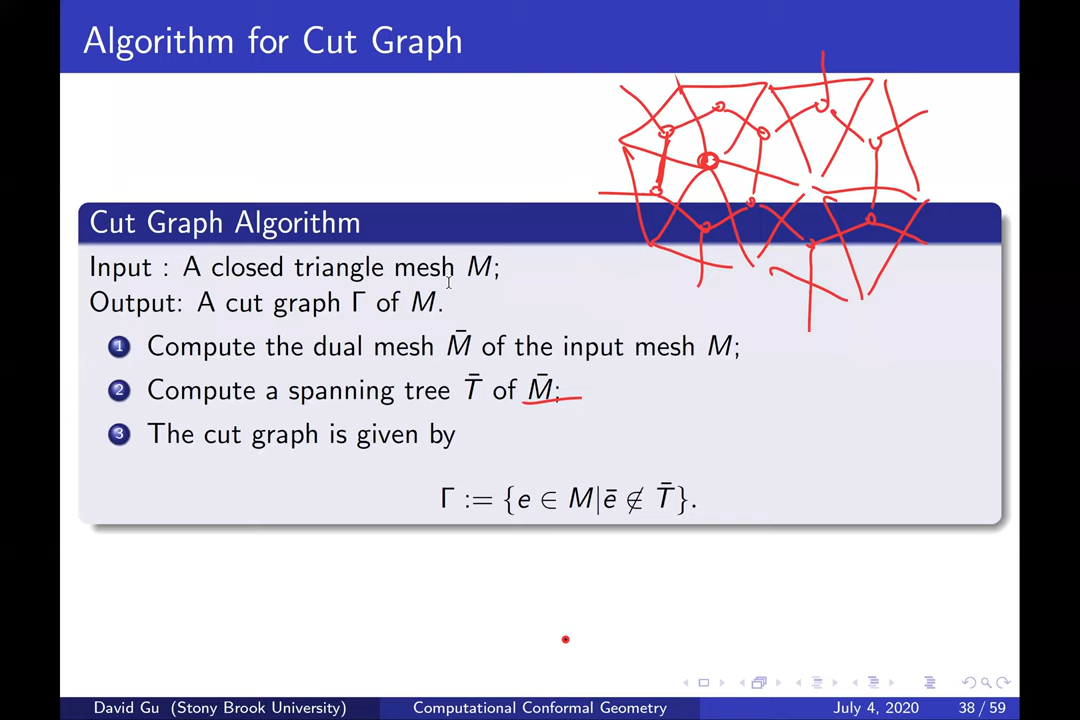 Algorithm for Cut Graph
Cut Graph Algorithm
Input : A closed triangle mesh M;
Output: A cut graph Γ of M.
1 Compute the dual mesh M̄ of the input mesh M;
2 Compute a spanning tree T̄ of M̄;
3 The cut graph is given by
Γ := {e ∈ M|ē ∉ T̄}.
David Gu (Stony Brook University) Computational Conformal Geometry July 4, 2020 38 / 59